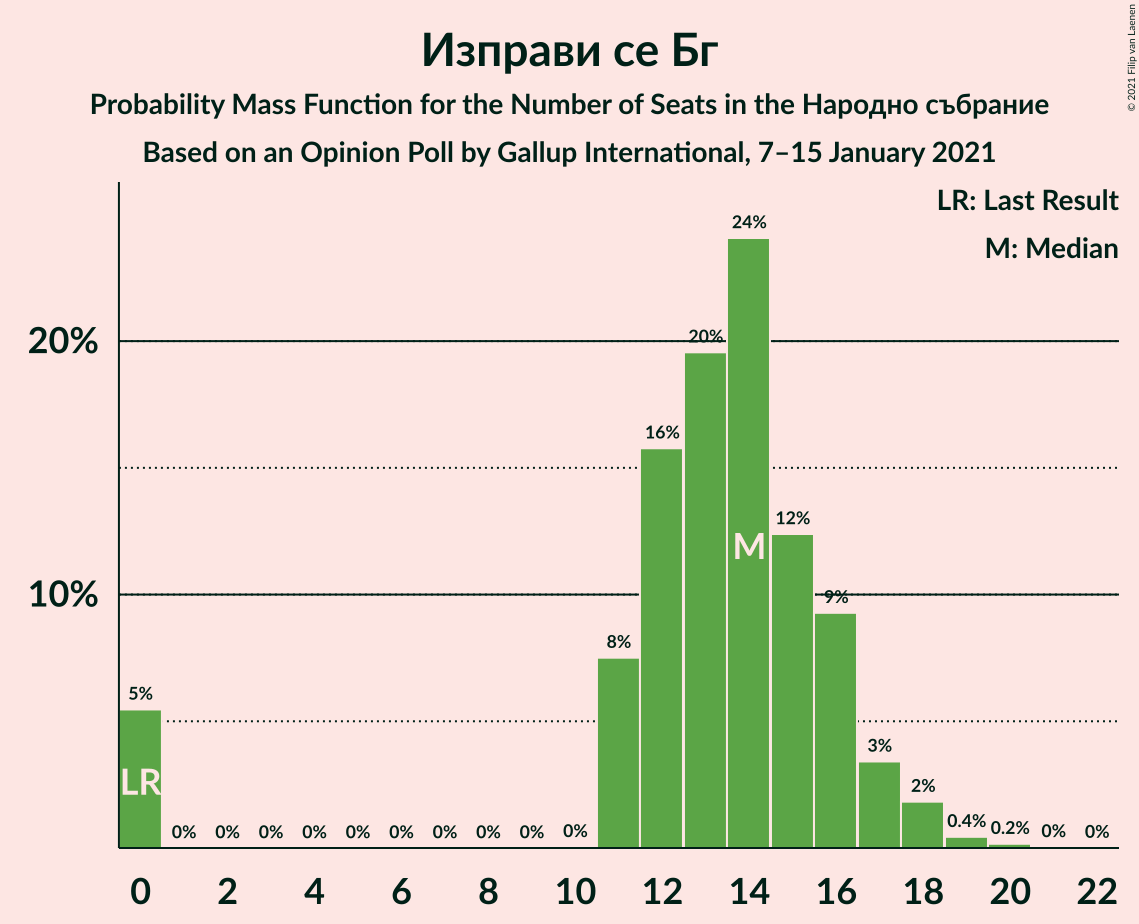 Изправи се Бг
Probability Mass Function for the Number of Seats in the Народно събрание
Based on an Opinion Poll by Gallup International, 7–15 January 2021
© 2021 Filip van Laenen
LR: Last Result
M: Median
20%
10%
5%
0%
0%
0%
0%
0%
0%
0%
0%
0%
0%
8%
16%
20%
24%
12%
9%
3%
2%
0.4%
0.2%
0%
0%
LR
M
0 2 4 6 8 10 12 14 16 18 20 22